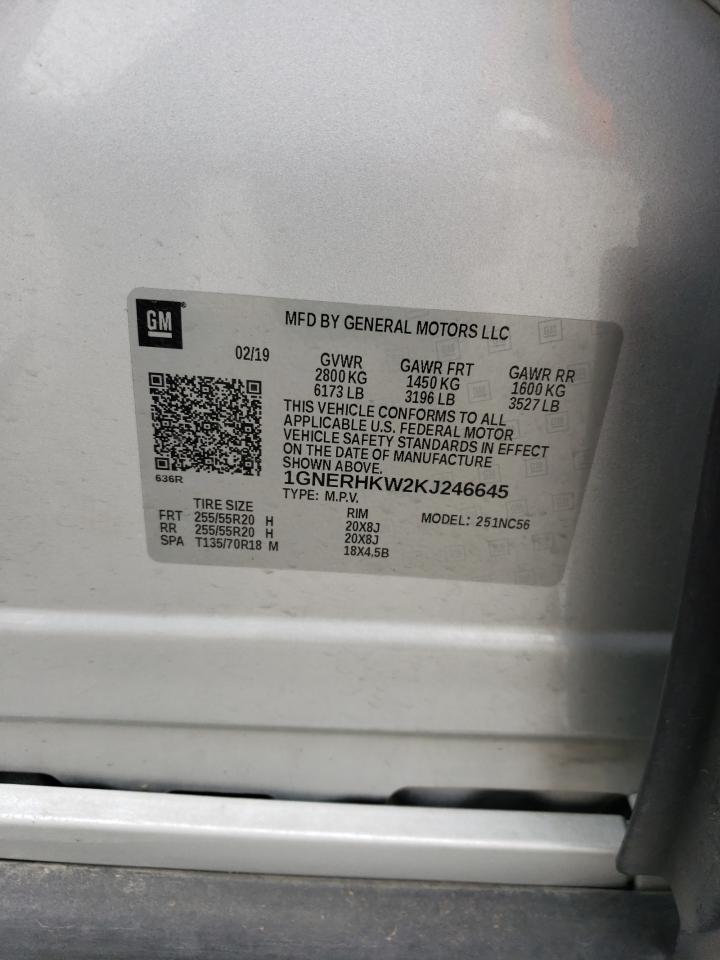 GM
MFD BY GENERAL MOTORS LLC
02/19
GVWR
2800 KG
6173 LB
GAWR FRT
1450 KG
3196 LB
GAWR RR
1600 KG
3527 LB
THIS VEHICLE CONFORMS TO ALL
APPLICABLE U.S. FEDERAL MOTOR
VEHICLE SAFETY STANDARDS IN EFFECT
ON THE DATE OF MANUFACTURE
SHOWN ABOVE.
636R
1GNERHKW2KJ246645
TYPE: M.P.V.
MODEL: 251NC56
TIRE SIZE RIM
FRT 255/55R20 H 20X8J
RR 255/55R20 H 20X8J
SPA T135/70R18 M 18X4.5B